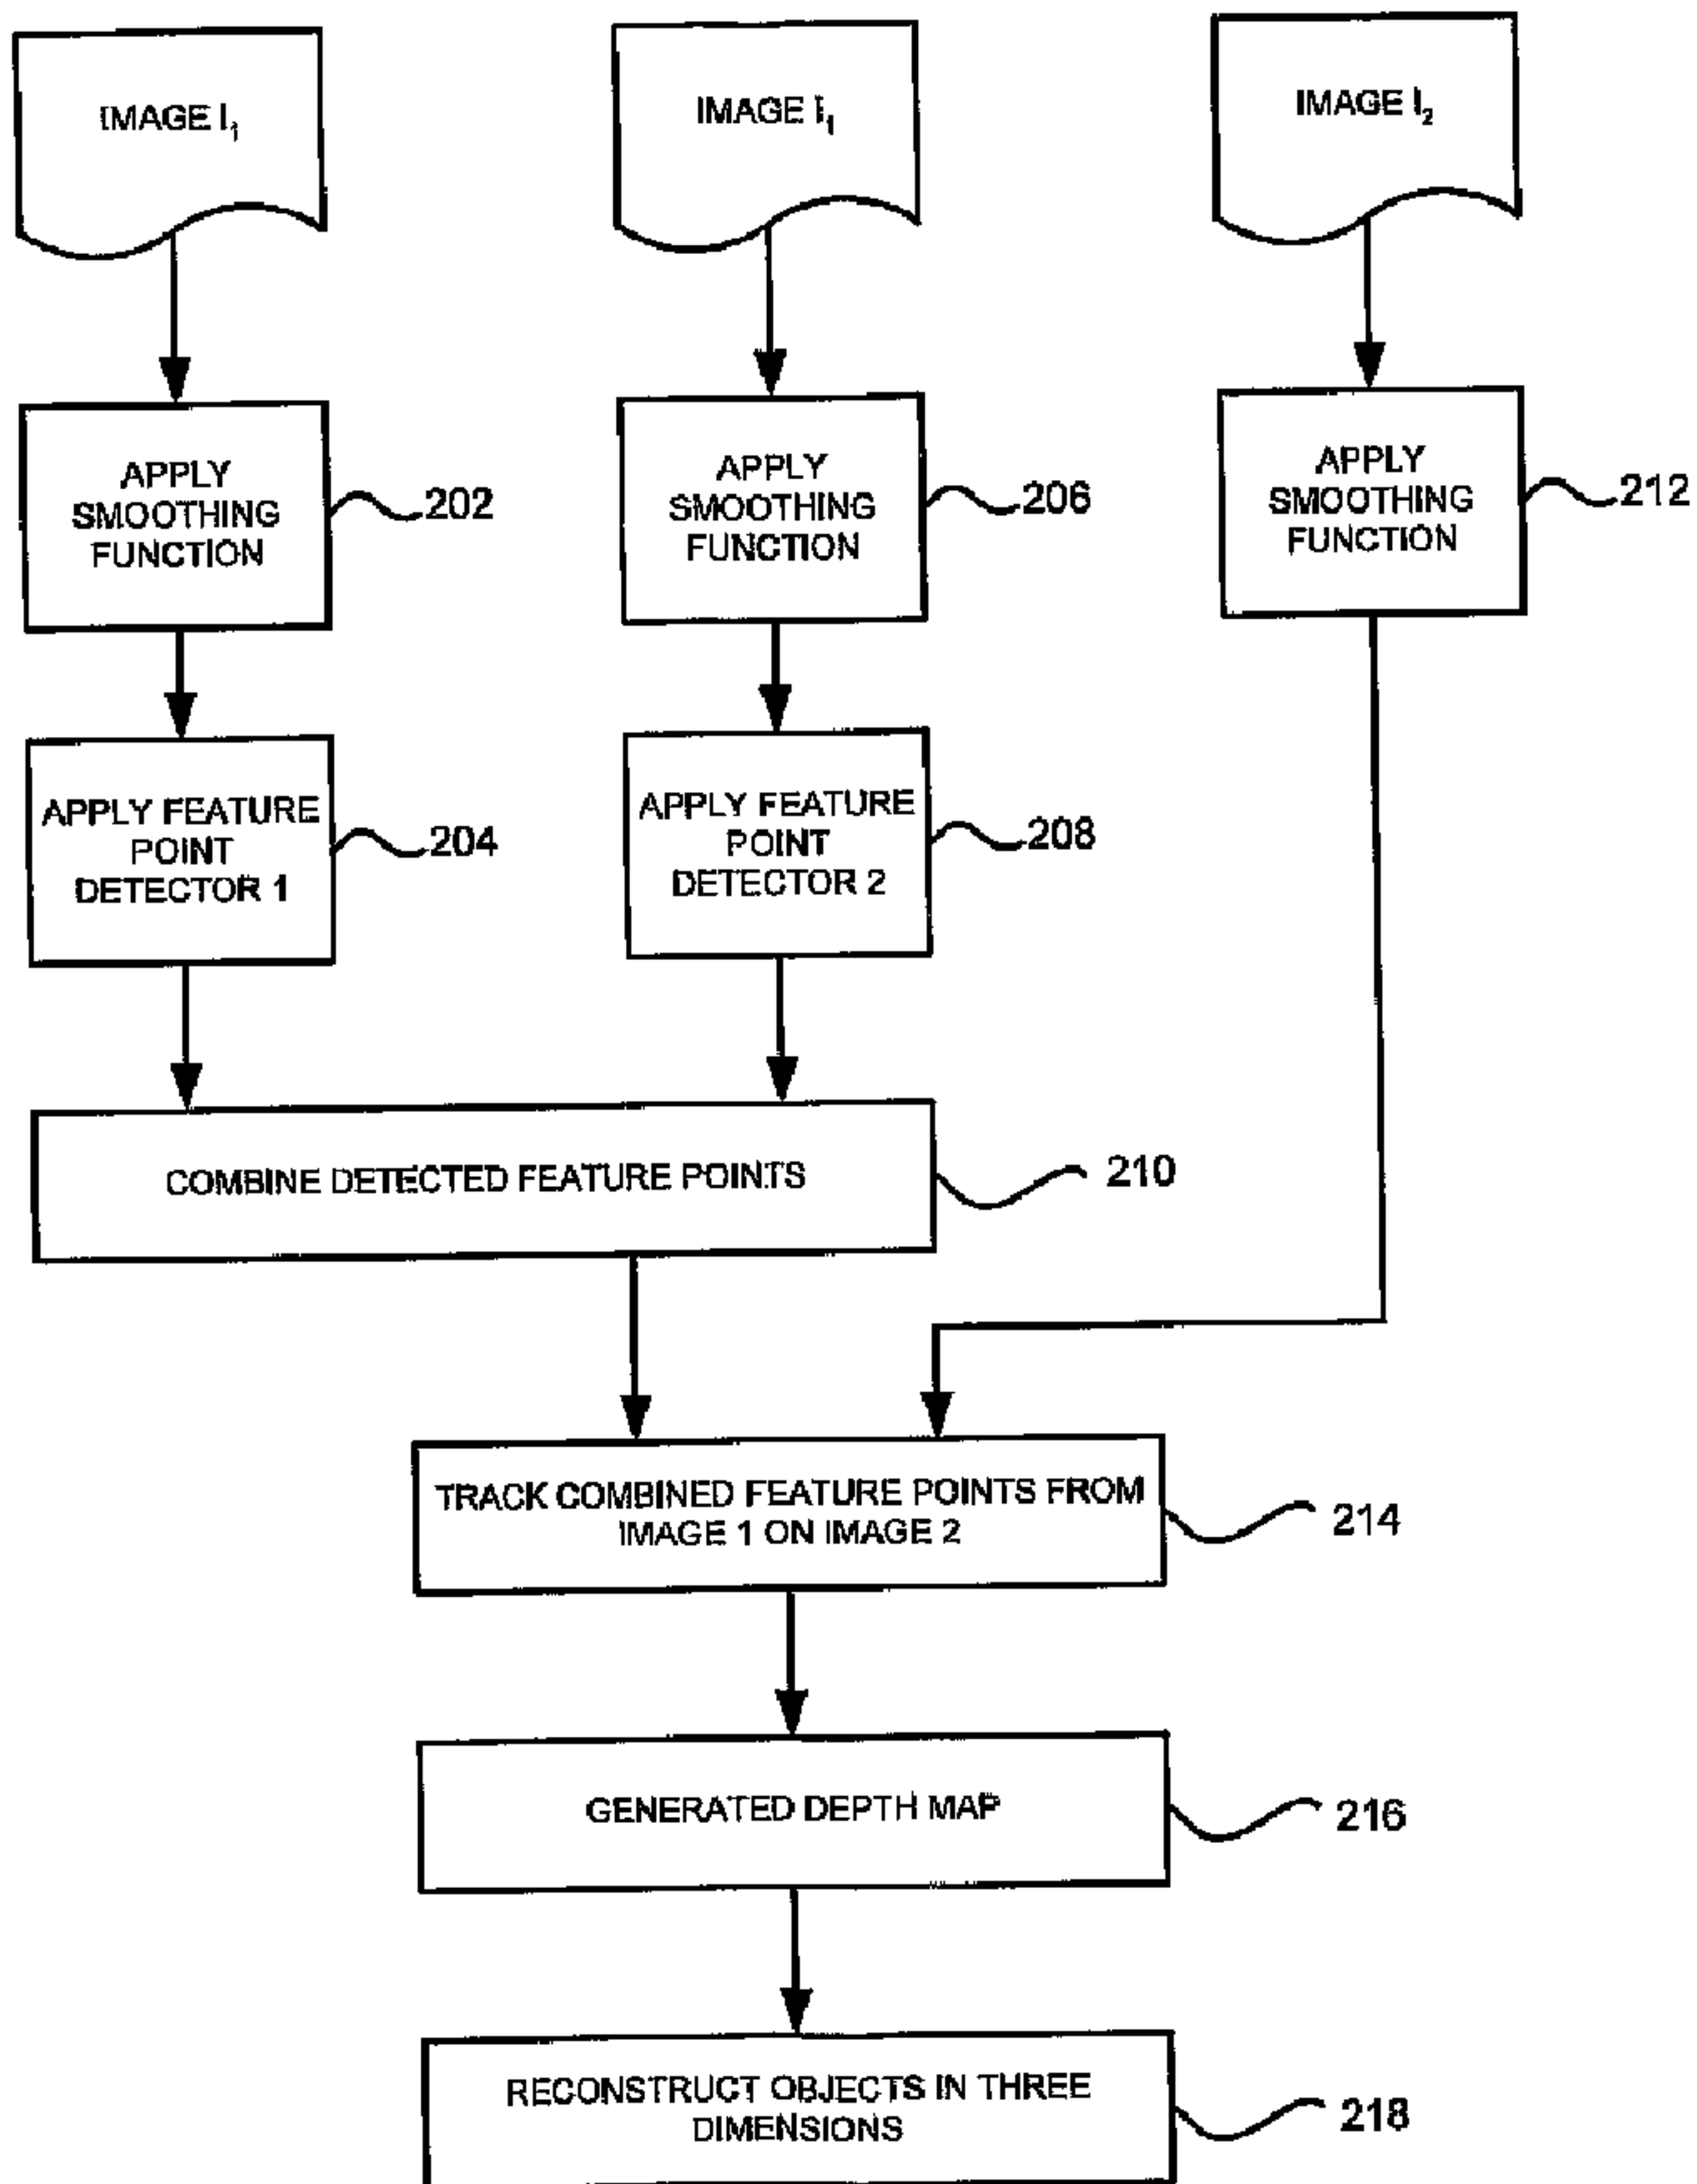 IMAGE I₁
IMAGE I₁
IMAGE I₂
APPLY
SMOOTHING
FUNCTION
202
APPLY
SMOOTHING
FUNCTION
206
APPLY
SMOOTHING
FUNCTION
212
APPLY FEATURE
POINT
DETECTOR 1
204
APPLY FEATURE
POINT
DETECTOR 2
208
COMBINE DETECTED FEATURE POINTS
210
TRACK COMBINED FEATURE POINTS FROM
IMAGE 1 ON IMAGE 2
214
GENERATED DEPTH MAP
216
RECONSTRUCT OBJECTS IN THREE
DIMENSIONS
218